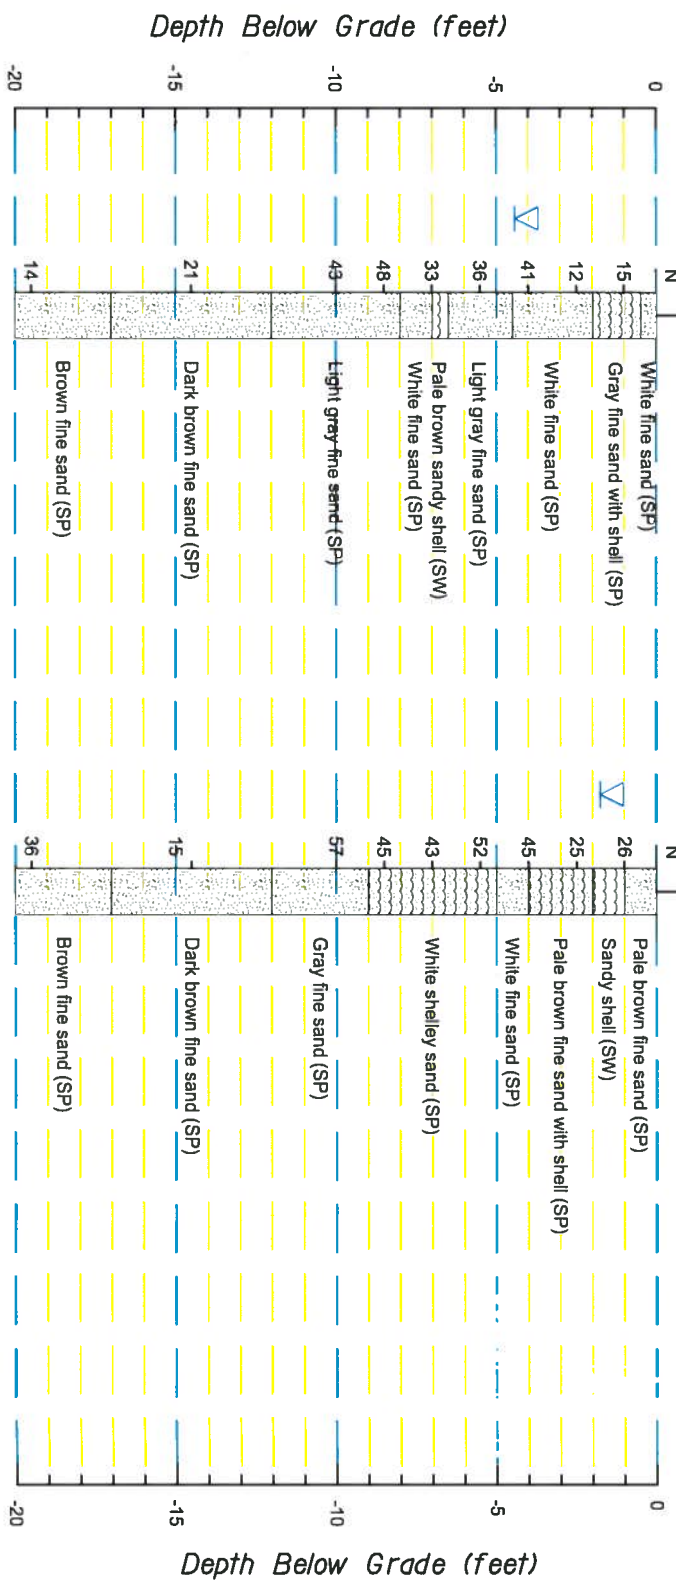 Depth Below Grade (feet)
0
-5
-10
-15
-20
N
15
12
41
36
33
48
43
21
14
White fine sand (SP)
Gray fine sand with shell (SP)
White fine sand (SP)
Light gray fine sand (SP)
Pale brown sandy shell (SW)
White fine sand (SP)
Light gray fine sand (SP)
Dark brown fine sand (SP)
Brown fine sand (SP)
N
26
25
45
52
43
45
57
15
36
Pale brown fine sand (SP)
Sandy shell (SW)
Pale brown fine sand with shell (SP)
White fine sand (SP)
White shelley sand (SP)
Gray fine sand (SP)
Dark brown fine sand (SP)
Brown fine sand (SP)
0
-5
-10
-15
-20
Depth Below Grade (feet)